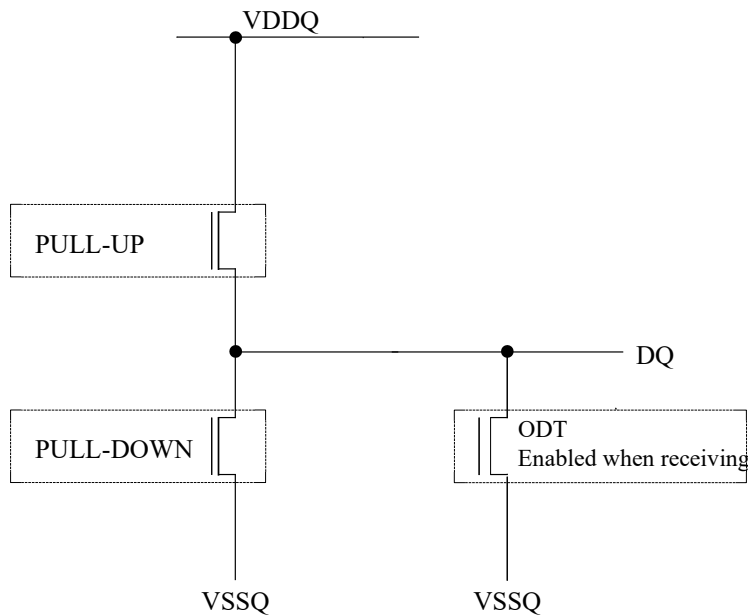 VDDQ
PULL-UP
DQ
PULL-DOWN
ODT
Enabled when receiving
VSSQ
VSSQ